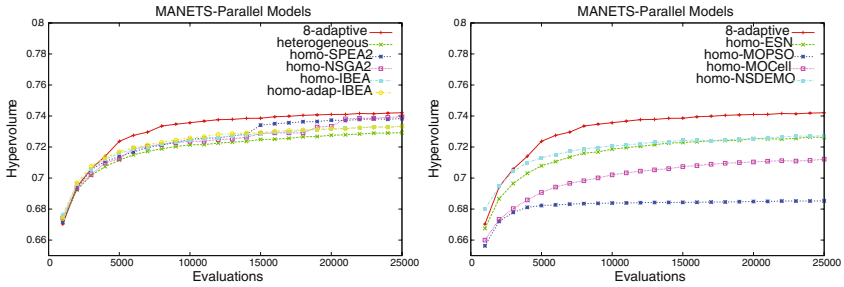 MANETS-Parallel Models
0.8
0.78
0.76
0.74
0.72
0.7
0.68
0.66
Hypervolume
8-adaptive
heterogeneous
homo-SPEA2
homo-NSGA2
homo-IBEA
homo-adap-IBEA
0 5000 10000 15000 20000 25000
Evaluations
MANETS-Parallel Models
0.8
0.78
0.76
0.74
0.72
0.7
0.68
0.66
Hypervolume
8-adaptive
homo-ESN
homo-MOPSO
homo-MOCell
homo-NSDEMO
0 5000 10000 15000 20000 25000
Evaluations